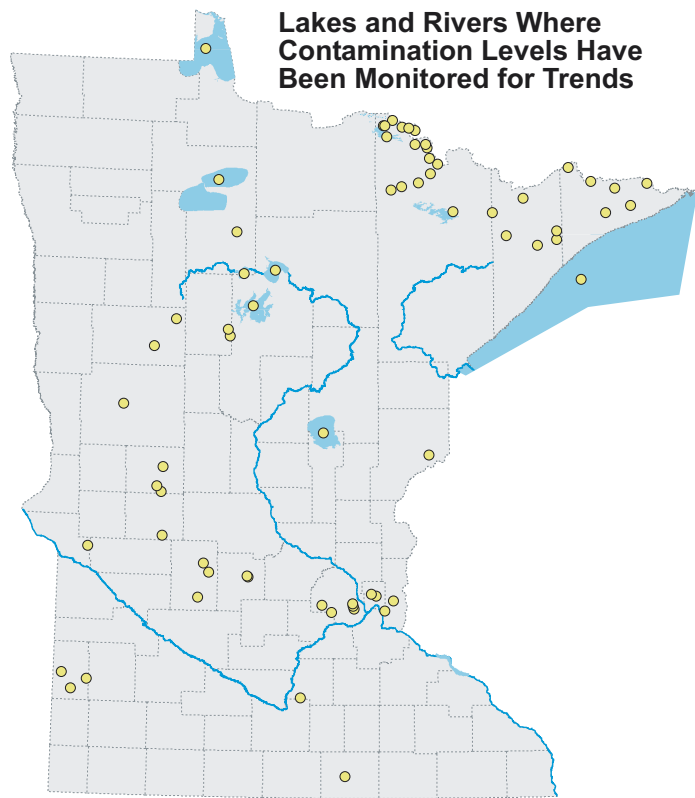 Lakes and Rivers Where
Contamination Levels Have
Been Monitored for Trends